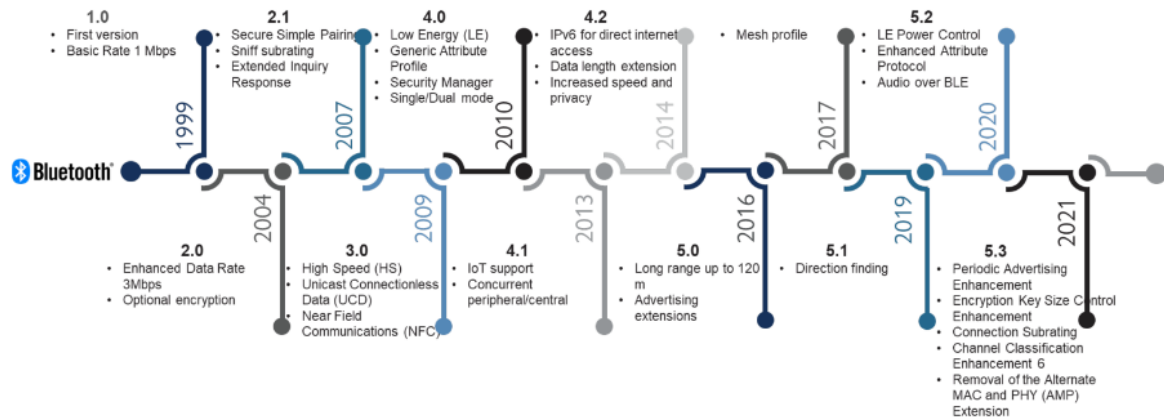 1.0
• First version
• Basic Rate 1 Mbps
2.1
• Secure Simple Pairing
• Sniff subrating
• Extended Inquiry
Response
4.0
• Low Energy (LE)
• Generic Attribute
Profile
• Security Manager
• Single/Dual mode
4.2
• IPv6 for direct internet
access
• Data length extension
• Increased speed and
privacy
• Mesh profile
5.2
• LE Power Control
• Enhanced Attribute
Protocol
• Audio over BLE
1999
2007
2010
2014
2017
2020
Bluetooth®
2004
2009
2013
2016
2019
2021
2.0
• Enhanced Data Rate
3Mbps
• Optional encryption
3.0
• High Speed (HS)
• Unicast Connectionless
Data (UCD)
• Near Field
Communications (NFC)
4.1
• IoT support
• Concurrent
peripheral/central
5.0
• Long range up to 120
m
• Advertising
extensions
5.1
• Direction finding
5.3
• Periodic Advertising
Enhancement
• Encryption Key Size Control
Enhancement
• Connection Subrating
• Channel Classification
Enhancement 6
• Removal of the Alternate
MAC and PHY (AMP)
Extension